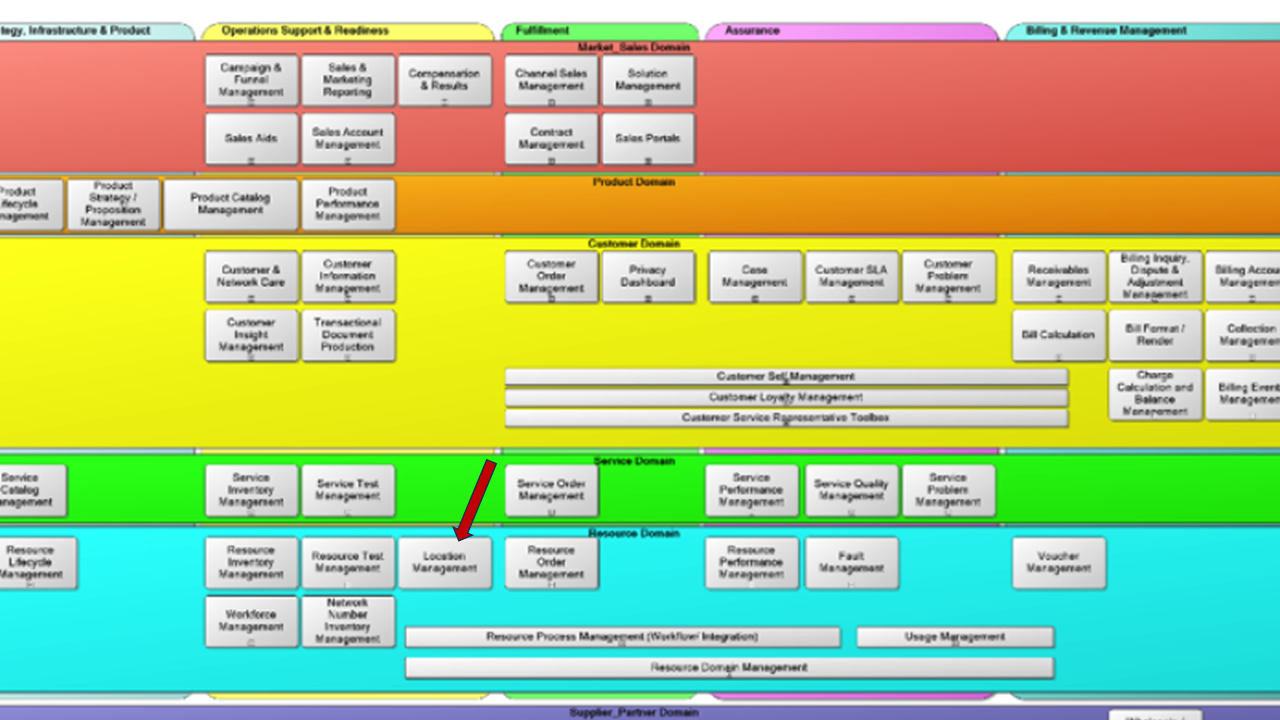 tegy, Infrastructure & Product
Operations Support & Readiness
Fulfillment
Assurance
Billing & Revenue Management
Market_Sales Domain
Campaign &
Funnel
Management
Sales &
Marketing
Reporting
Compensation
& Results
Channel Sales
Management
Solution
Management
Sales Aids
Sales Account
Management
Contract
Management
Sales Portals
Product Domain
Product
ifecycle
nagement
Product
Strategy /
Proposition
Management
Product Catalog
Management
Product
Performance
Management
Customer Domain
Customer &
Network Care
Customer
Information
Management
Customer
Order
Management
Privacy
Dashboard
Case
Management
Customer SLA
Management
Customer
Problem
Management
Receivables
Management
Billing Inquiry,
Dispute &
Adjustment
Management
Billing Accou
Managemen
Customer
Insight
Management
Transactional
Document
Production
Bill Calculation
Bill Format /
Render
Collection
Manageme
Customer Self Management
Customer Loyalty Management
Customer Service Representative Toolbox
Charge
Calculation and
Balance
Management
Billing Event
Managemen
Service Domain
Service
Catalog
anagement
Service
Inventory
Management
Service Test
Management
Service Order
Management
Service
Performance
Management
Service Quality
Management
Service
Problem
Management
Resource Domain
Resource
Lifecycle
Management
Resource
Inventory
Management
Resource Test
Management
Location
Management
Resource
Order
Management
Resource
Performance
Management
Fault
Management
Voucher
Management
Workforce
Management
Network
Number
Inventory
Management
Resource Process Management (Workflow/ Integration)
Usage Management
Resource Domain Management
Supplier_Partner Domain